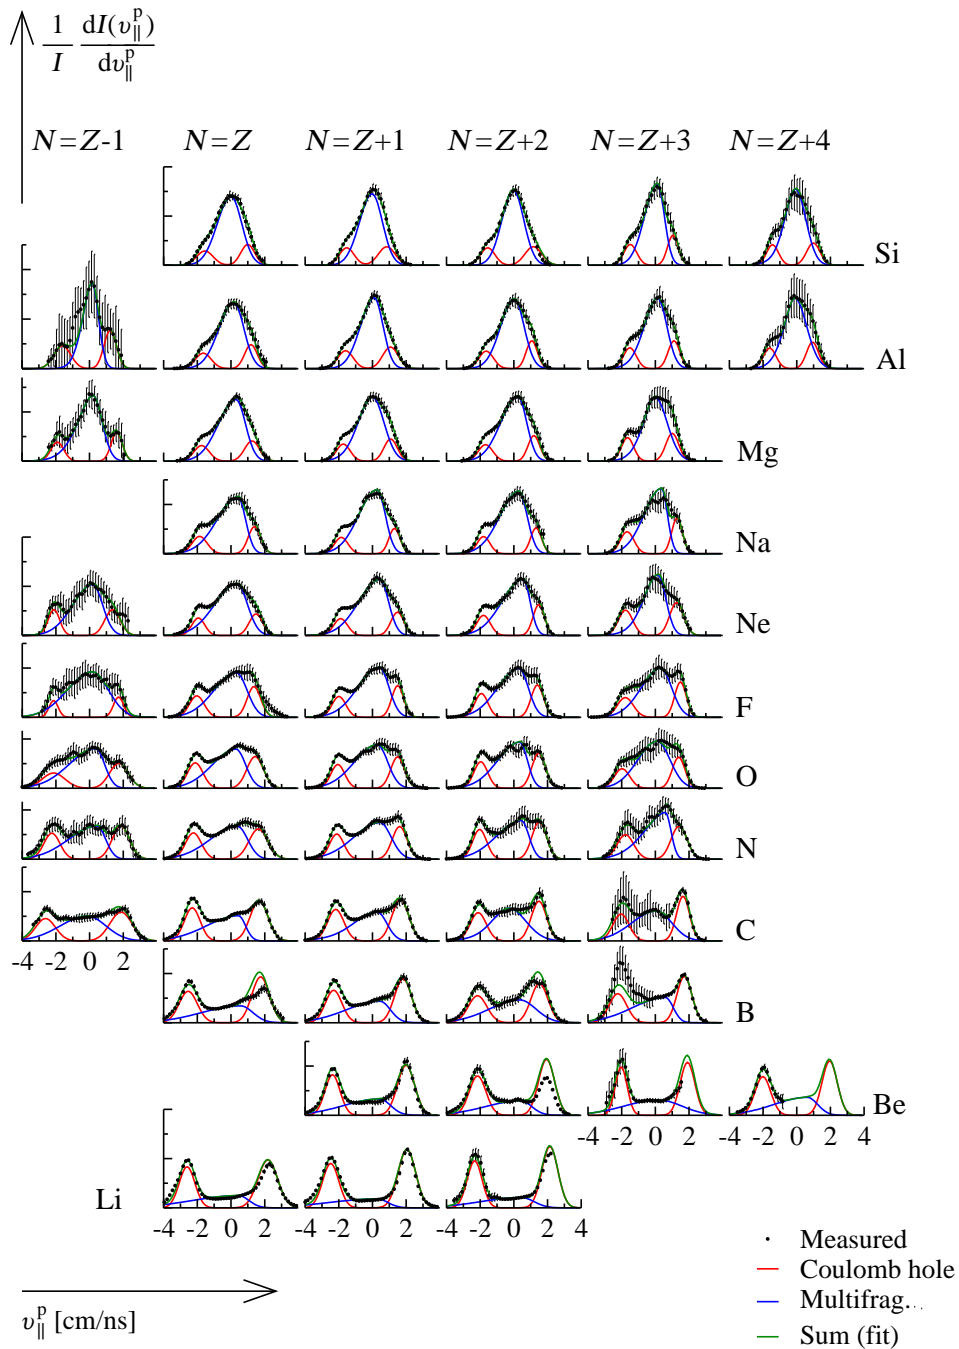 1/I dI(υ∥^p)/dυ∥^p
N=Z-1 N=Z N=Z+1 N=Z+2 N=Z+3 N=Z+4
Si
Al
Mg
Na
Ne
F
O
N
C
-4 -2 0 2
B
Be
-4 -2 0 2 -4 -2 0 2 4
Li
-4 -2 0 2 -4 -2 0 2 -4 -2 0 2 4
Measured
Coulomb hole
Multifrag...
Sum (fit)
υ∥^p [cm/ns]